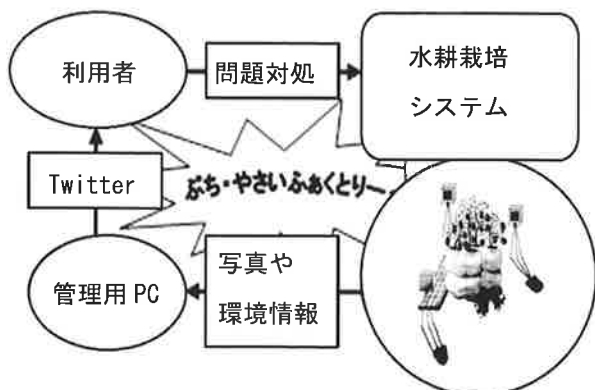 利用者
問題対処
水耕栽培
システム
Twitter
ぷち・やさいふぁくとりー
管理用PC
写真や
環境情報